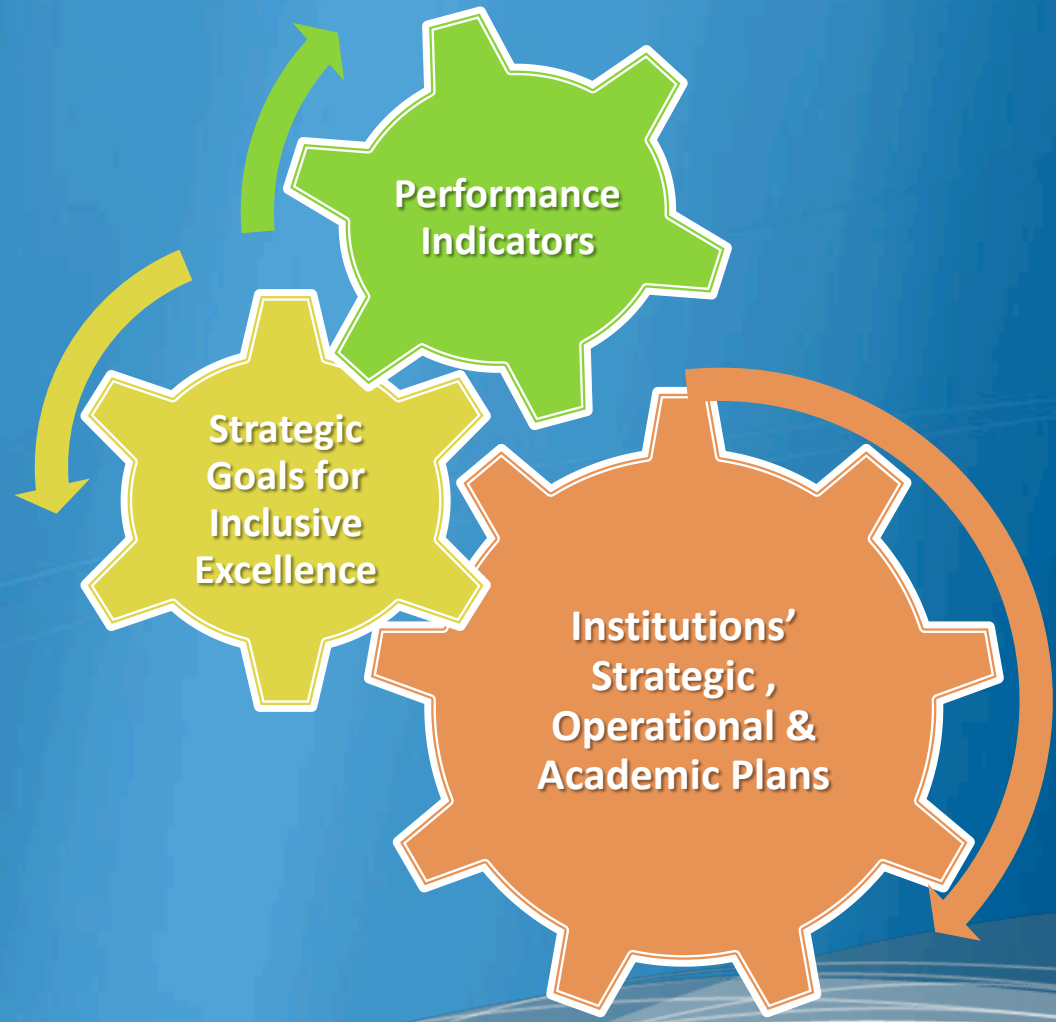 Performance
Indicators
Strategic
Goals for
Inclusive
Excellence
Institutions’
Strategic ,
Operational &
Academic Plans